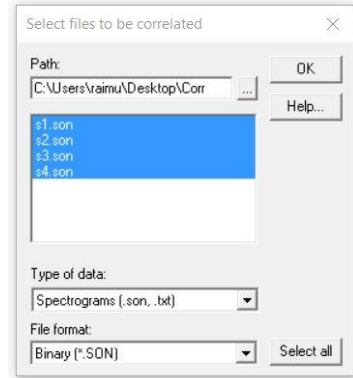 Select files to be correlated
Path:
C:\Users\raimu\Desktop\Corr
...
OK
Help...
s1.son
s2.son
s3.son
s4.son
Type of data:
Spectrograms (.son, .txt)
File format:
Binary (*.SON)
Select all